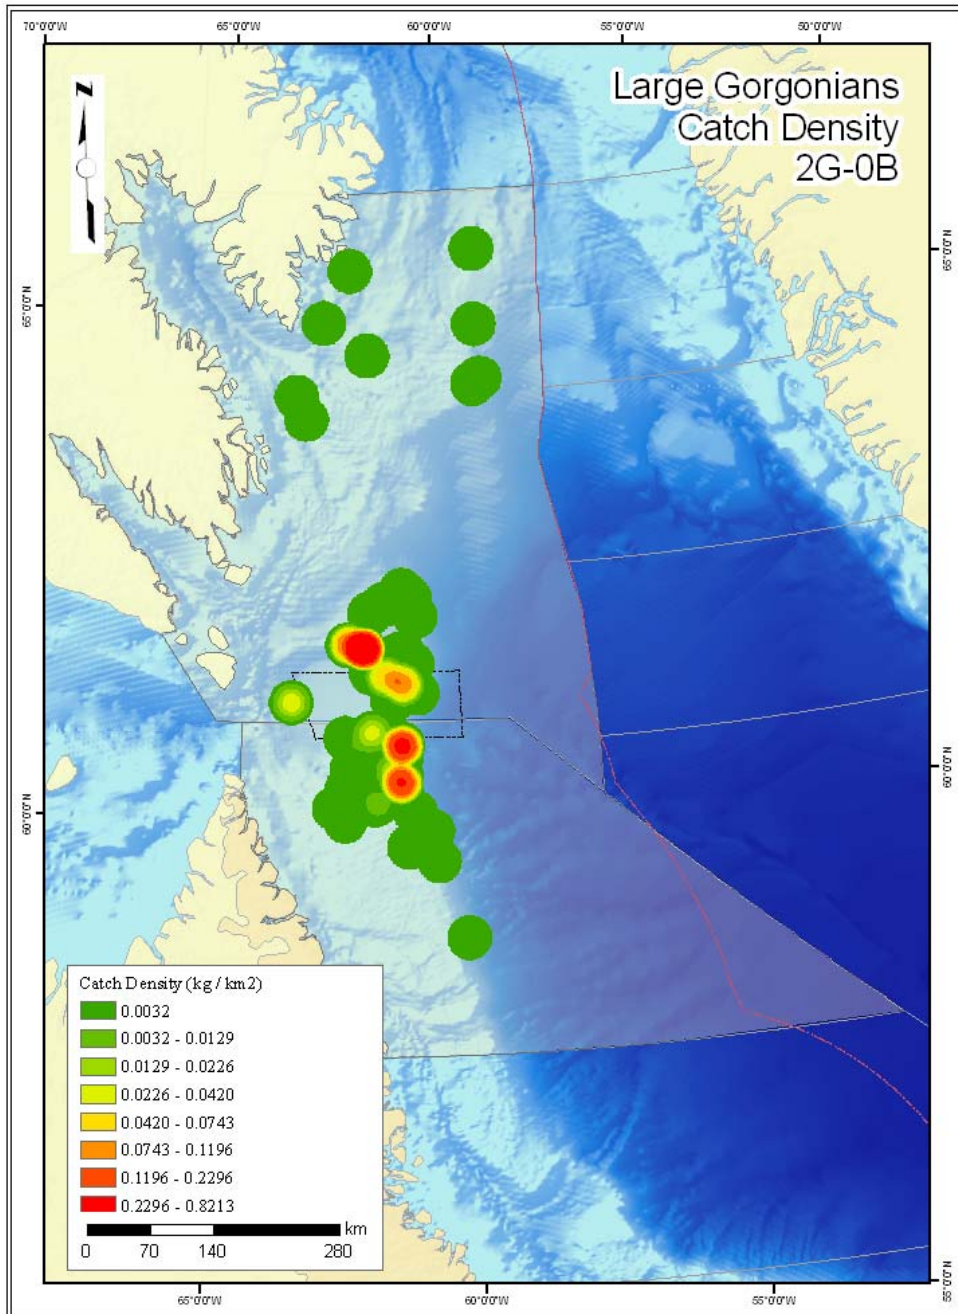 70°0'0"W 65°0'0"W 60°0'0"W 55°0'0"W 50°0'0"W
Large Gorgonians
Catch Density
2G-0B
N
65°0'0"N
65°0'0"N
60°0'0"N
60°0'0"N
55°0'0"N
Catch Density (kg / km2)
0.0032
0.0032 - 0.0129
0.0129 - 0.0226
0.0226 - 0.0420
0.0420 - 0.0743
0.0743 - 0.1196
0.1196 - 0.2296
0.2296 - 0.8213
km
0 70 140 280
65°0'0"W 60°0'0"W 55°0'0"W